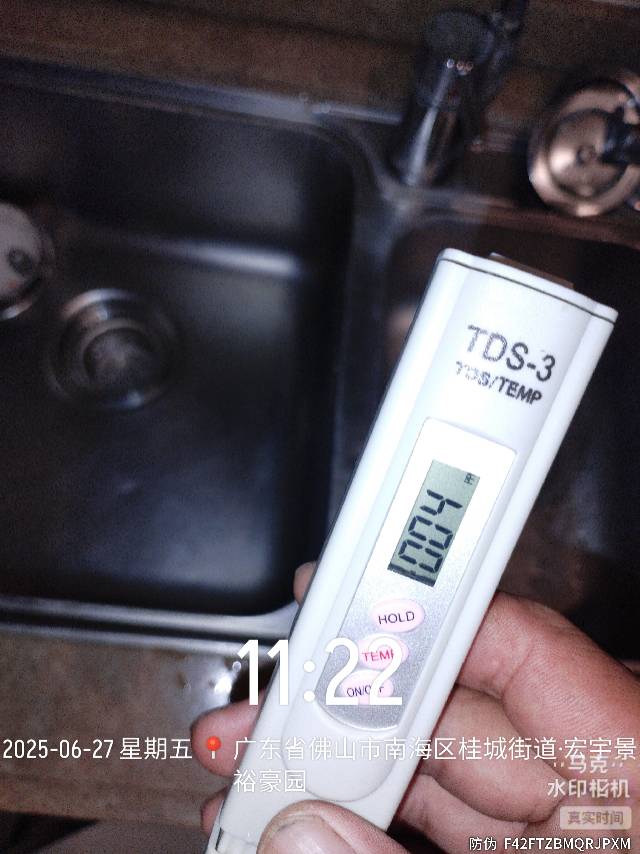 TDS-3
TDS/TEMP
004
HOLD
TEMP
ON/OFF
11:22
2025-06-27 星期五 📍 广东省佛山市南海区桂城街道·宏宇景
裕豪园
马克
水印相机
真实时间
防伪 F42FTZBMQRJPXM